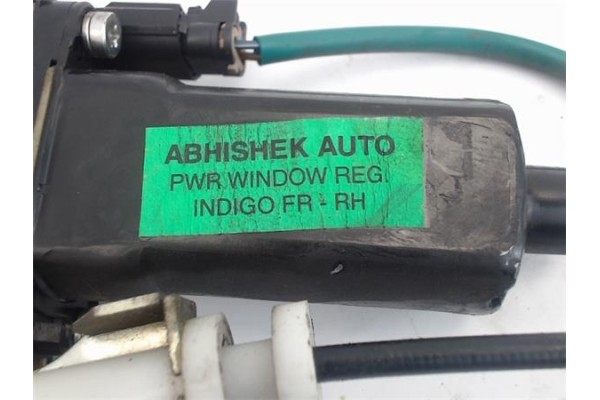 ABHISHEK AUTO
PWR WINDOW REG.
INDIGO FR - RH